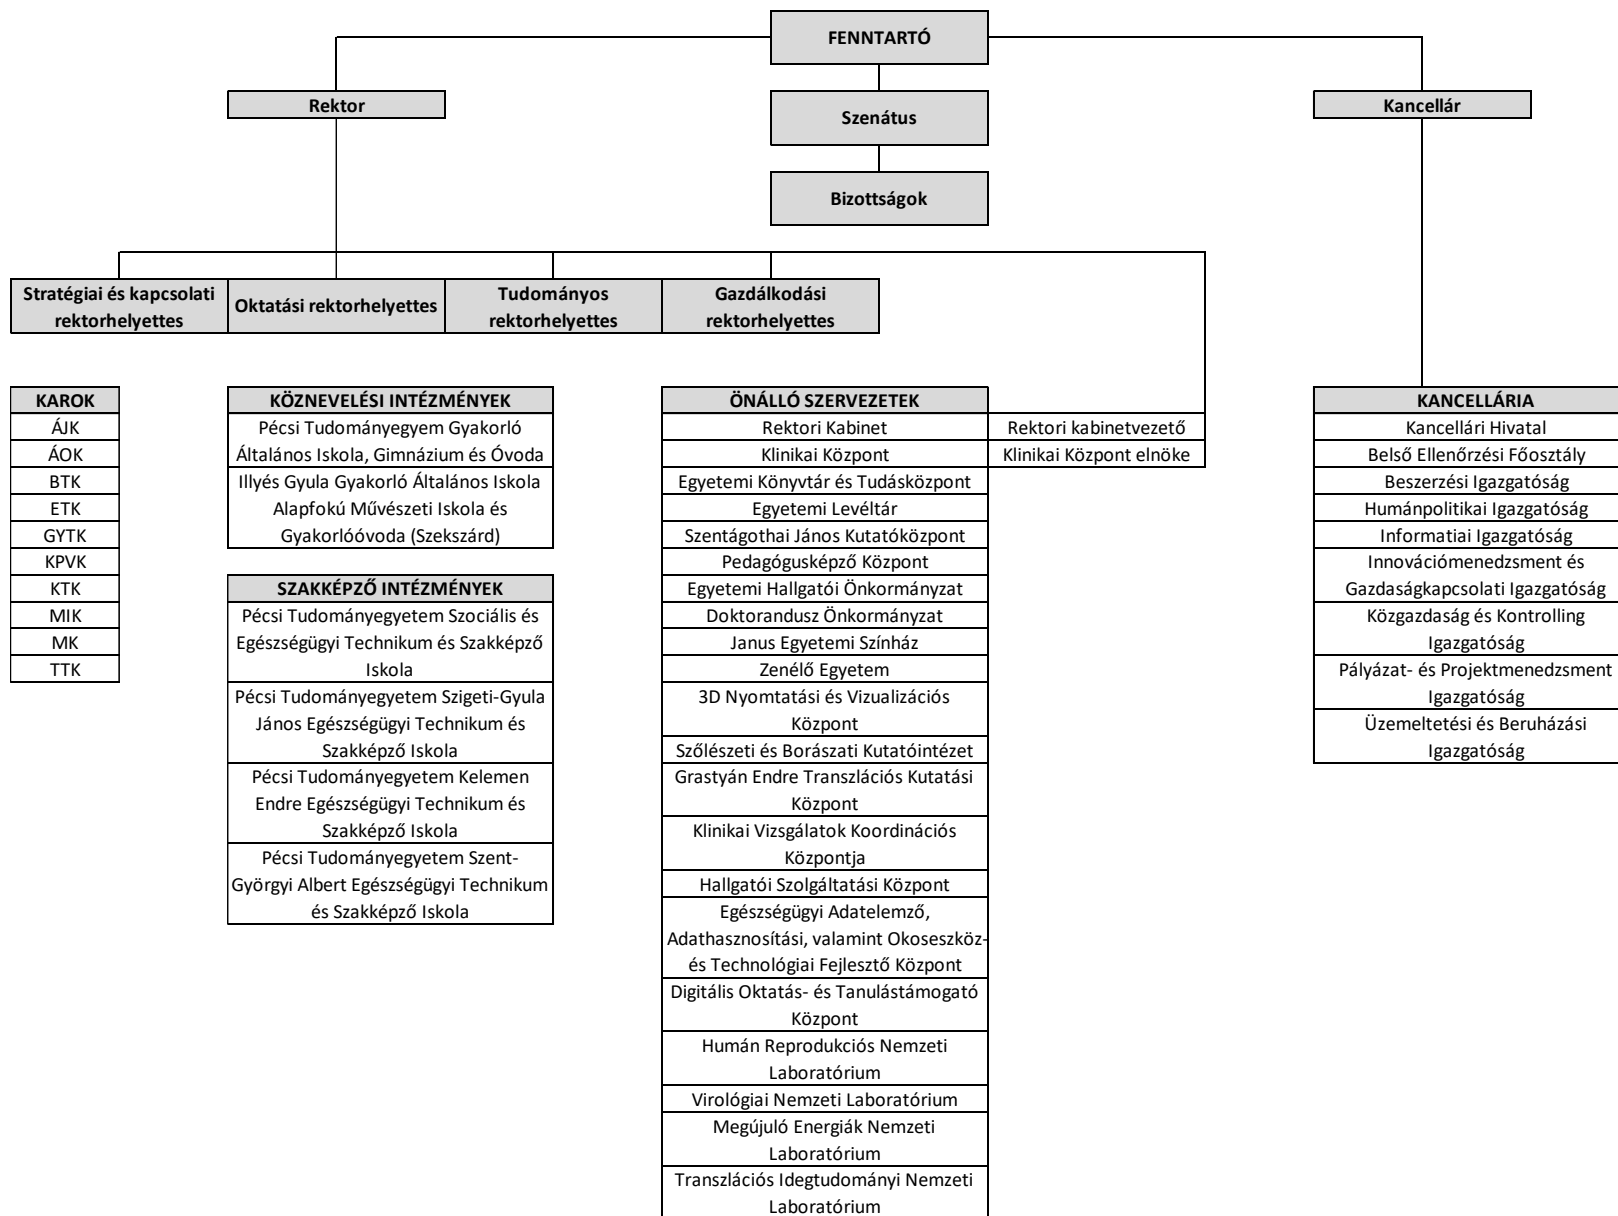 FENNTARTÓ
Rektor
Szenátus
Kancellár
Bizottságok
Stratégiai és kapcsolati
rektorhelyettes
Oktatási rektorhelyettes
Tudományos
rektorhelyettes
Gazdálkodási
rektorhelyettes
KAROK
ÁJK
ÁOK
BTK
ETK
GYTK
KPVK
KTK
MIK
MK
TTK
KÖZNEVELÉSI INTÉZMÉNYEK
Pécsi Tudományegyem Gyakorló
Általános Iskola, Gimnázium és Óvoda
Illyés Gyula Gyakorló Általános Iskola
Alapfokú Művészeti Iskola és
Gyakorlóóvoda (Szekszárd)
SZAKKÉPZŐ INTÉZMÉNYEK
Pécsi Tudományegyetem Szociális és
Egészségügyi Technikum és Szakképző
Iskola
Pécsi Tudományegyetem Szigeti-Gyula
János Egészségügyi Technikum és
Szakképző Iskola
Pécsi Tudományegyetem Kelemen
Endre Egészségügyi Technikum és
Szakképző Iskola
Pécsi Tudományegyetem Szent-
Györgyi Albert Egészségügyi Technikum
és Szakképző Iskola
ÖNÁLLÓ SZERVEZETEK
Rektori Kabinet
Rektori kabinetvezető
Klinikai Központ
Klinikai Központ elnöke
Egyetemi Könyvtár és Tudásközpont
Egyetemi Levéltár
Szentágothai János Kutatóközpont
Pedagógusképző Központ
Egyetemi Hallgatói Önkormányzat
Doktorandusz Önkormányzat
Janus Egyetemi Színház
Zenélő Egyetem
3D Nyomtatási és Vizualizációs
Központ
Szőlészeti és Borászati Kutatóintézet
Grastyán Endre Transzlációs Kutatási
Központ
Klinikai Vizsgálatok Koordinációs
Központja
Hallgatói Szolgáltatási Központ
Egészségügyi Adatelemző,
Adathasznosítási, valamint Okoseszköz-
és Technológiai Fejlesztő Központ
Digitális Oktatás- és Tanulástámogató
Központ
Humán Reprodukciós Nemzeti
Laboratórium
Virológiai Nemzeti Laboratórium
Megújuló Energiák Nemzeti
Laboratórium
Transzlációs Idegtudományi Nemzeti
Laboratórium
KANCELLÁRIA
Kancellári Hivatal
Belső Ellenőrzési Főosztály
Beszerzési Igazgatóság
Humánpolitikai Igazgatóság
Informatiai Igazgatóság
Innovációmenedzsment és
Gazdaságkapcsolati Igazgatóság
Közgazdaság és Kontrolling
Igazgatóság
Pályázat- és Projektmenedzsment
Igazgatóság
Üzemeltetési és Beruházási
Igazgatóság